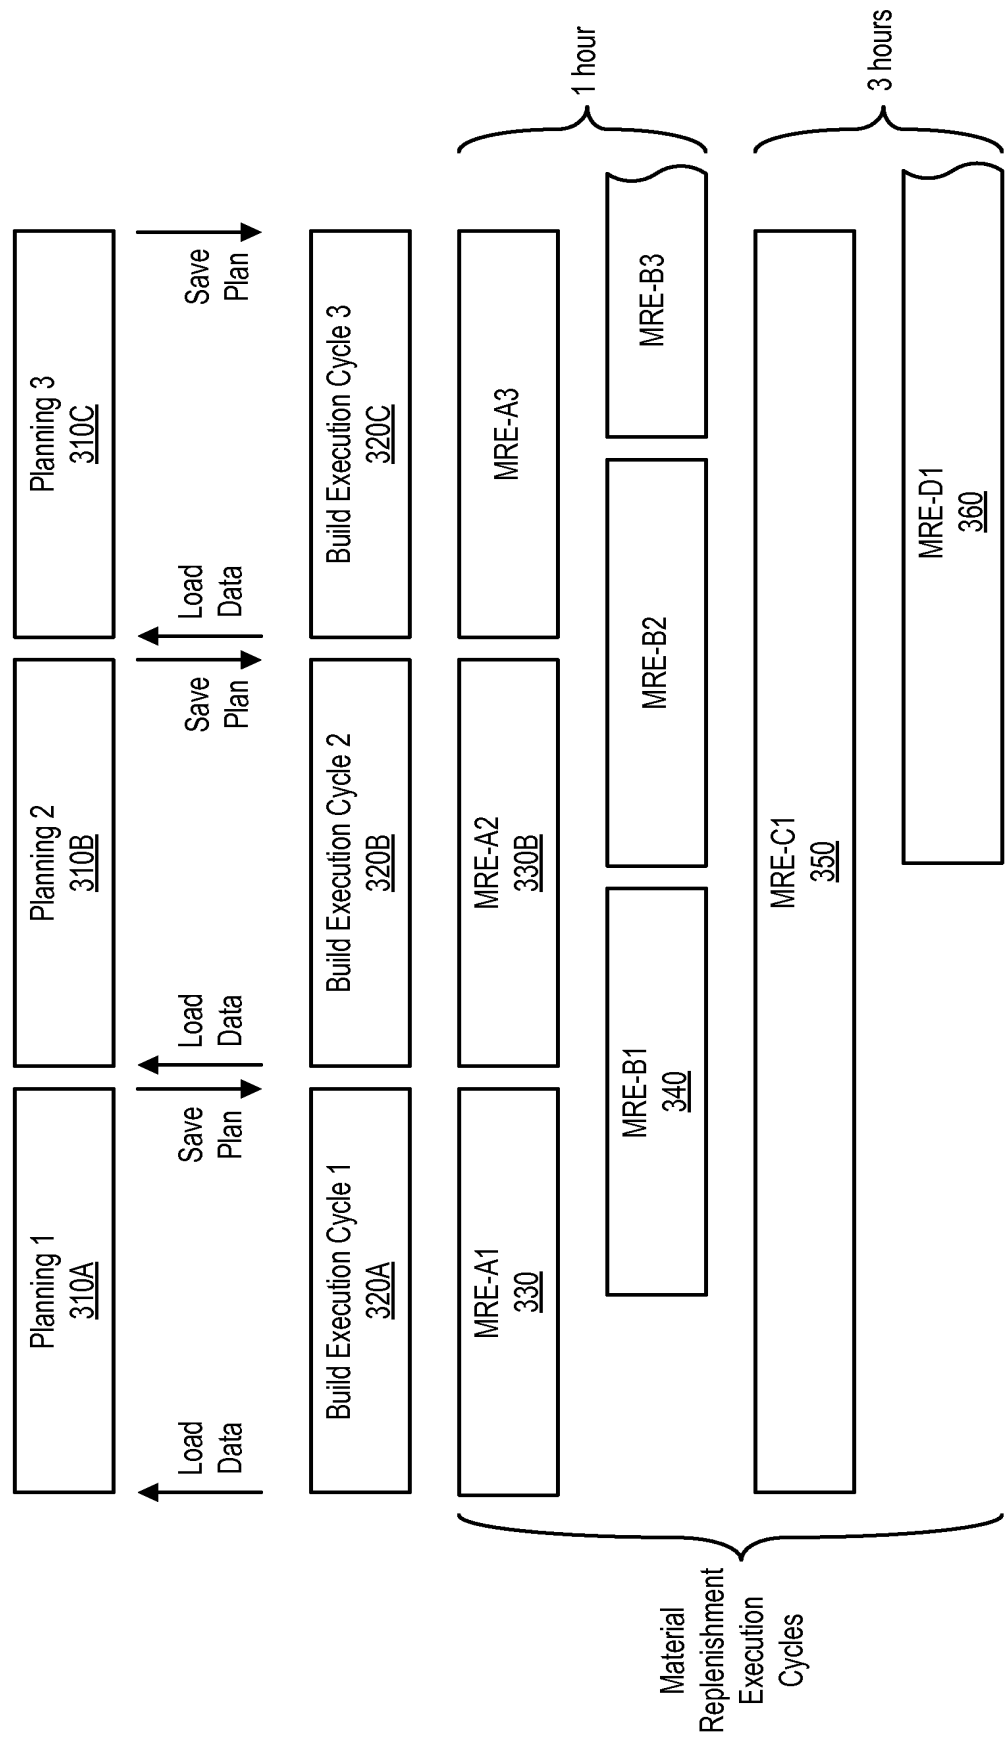 Planning 1
310A
Planning 2
310B
Planning 3
310C
Load
Data
Save
Plan
Load
Data
Save
Plan
Load
Data
Save
Plan
Build Execution Cycle 1
320A
Build Execution Cycle 2
320B
Build Execution Cycle 3
320C
MRE-A1
330
MRE-A2
330B
MRE-A3
1 hour
MRE-B1
340
MRE-B2
MRE-B3
Material
Replenishment
Execution
Cycles
MRE-C1
350
3 hours
MRE-D1
360